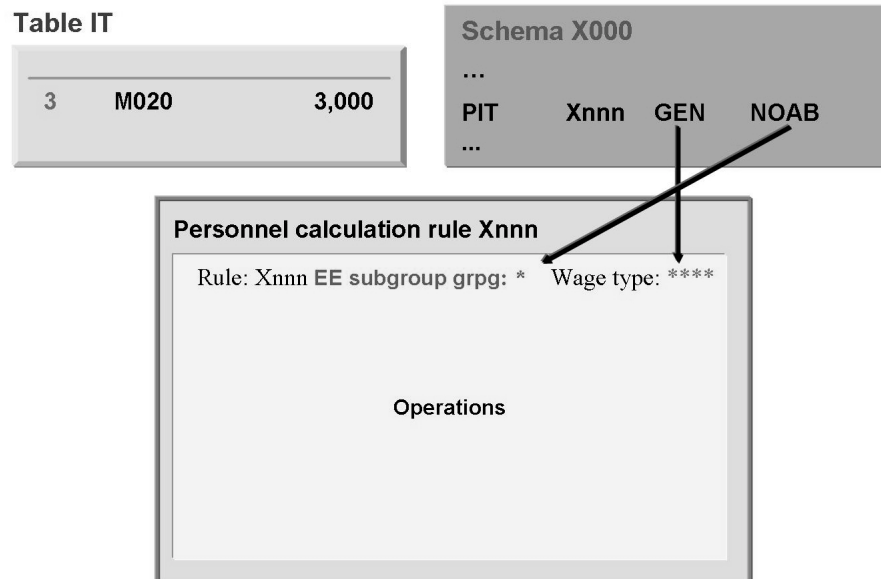 Table IT
3 M020 3,000
Schema X000
...
PIT Xnnn GEN NOAB
...
Personnel calculation rule Xnnn
Rule: Xnnn EE subgroup grpg: * Wage type: ****
Operations